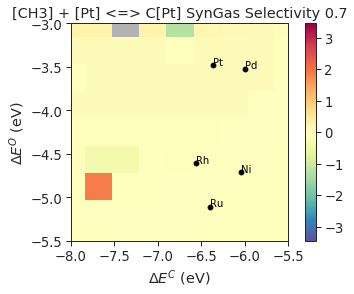 [CH3] + [Pt] <=> C[Pt] SynGas Selectivity 0.7
−3.0
−3.5
−4.0
−4.5
−5.0
−5.5
ΔE^O (eV)
Pt
Pd
Rh
Ni
Ru
−8.0 −7.5 −7.0 −6.5 −6.0 −5.5
ΔE^C (eV)
3
2
1
0
−1
−2
−3